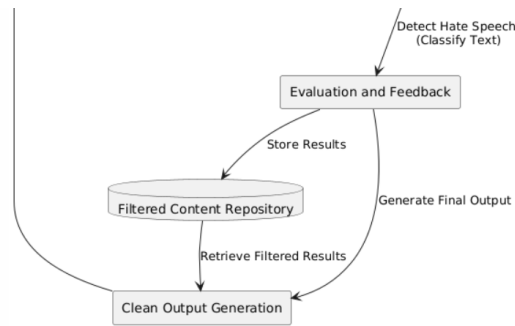 Detect Hate Speech
(Classify Text)
Evaluation and Feedback
Store Results
Generate Final Output
Filtered Content Repository
Retrieve Filtered Results
Clean Output Generation